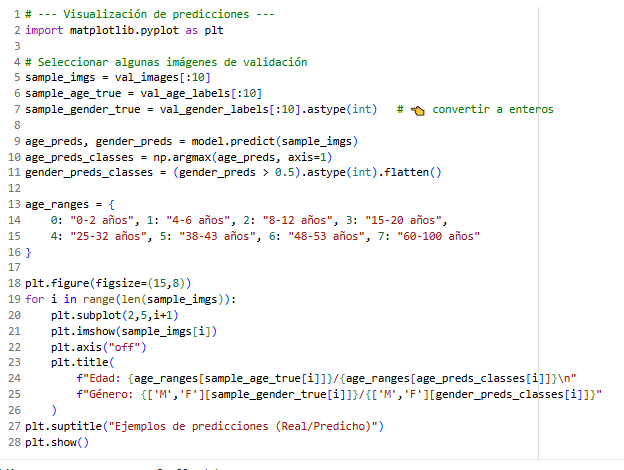 1 # --- Visualización de predicciones ---
2 import matplotlib.pyplot as plt
3
4 # Seleccionar algunas imágenes de validación
5 sample_imgs = val_images[:10]
6 sample_age_true = val_age_labels[:10]
7 sample_gender_true = val_gender_labels[:10].astype(int)   # 👈 convertir a enteros
8
9 age_preds, gender_preds = model.predict(sample_imgs)
10 age_preds_classes = np.argmax(age_preds, axis=1)
11 gender_preds_classes = (gender_preds > 0.5).astype(int).flatten()
12
13 age_ranges = {
14     0: "0-2 años", 1: "4-6 años", 2: "8-12 años", 3: "15-20 años",
15     4: "25-32 años", 5: "38-43 años", 6: "48-53 años", 7: "60-100 años"
16 }
17
18 plt.figure(figsize=(15,8))
19 for i in range(len(sample_imgs)):
20     plt.subplot(2,5,i+1)
21     plt.imshow(sample_imgs[i])
22     plt.axis("off")
23     plt.title(
24         f"Edad: {age_ranges[sample_age_true[i]]}/{age_ranges[age_preds_classes[i]]}\n"
25         f"Género: {['M','F'][sample_gender_true[i]]}/{['M','F'][gender_preds_classes[i]]}"
26     )
27 plt.suptitle("Ejemplos de predicciones (Real/Predicho)")
28 plt.show()